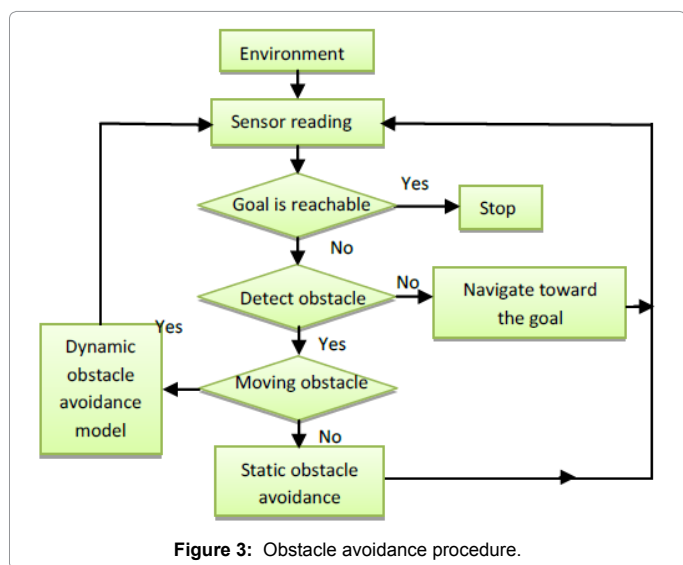 Environment
Sensor reading
Yes
Goal is reachable
Stop
No
No
Detect obstacle
Navigate toward
the goal
Yes
Yes
Dynamic
obstacle
avoidance
model
Moving obstacle
No
Static obstacle
avoidance
Figure 3: Obstacle avoidance procedure.